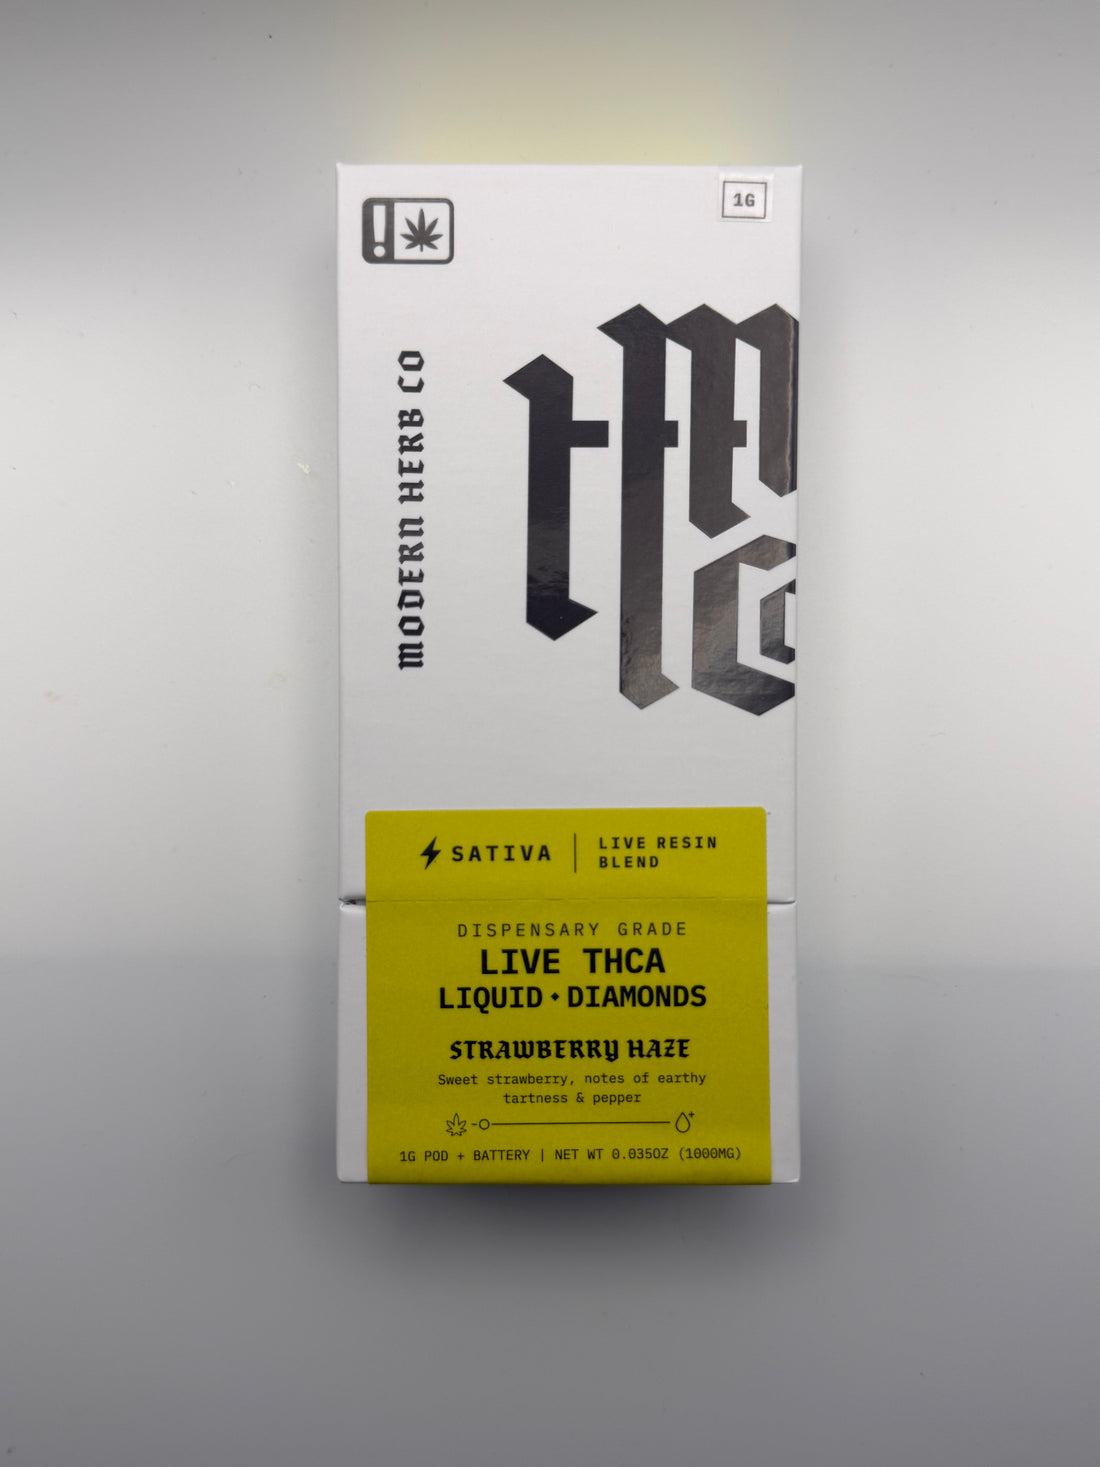 1G
MODERN HERB CO
SATIVA
LIVE RESIN
BLEND
DISPENSARY GRADE
LIVE THCA
LIQUID DIAMONDS
STRAWBERRY HAZE
Sweet strawberry, notes of earthy
tartness & pepper
1G POD + BATTERY | NET WT 0.035OZ (1000MG)